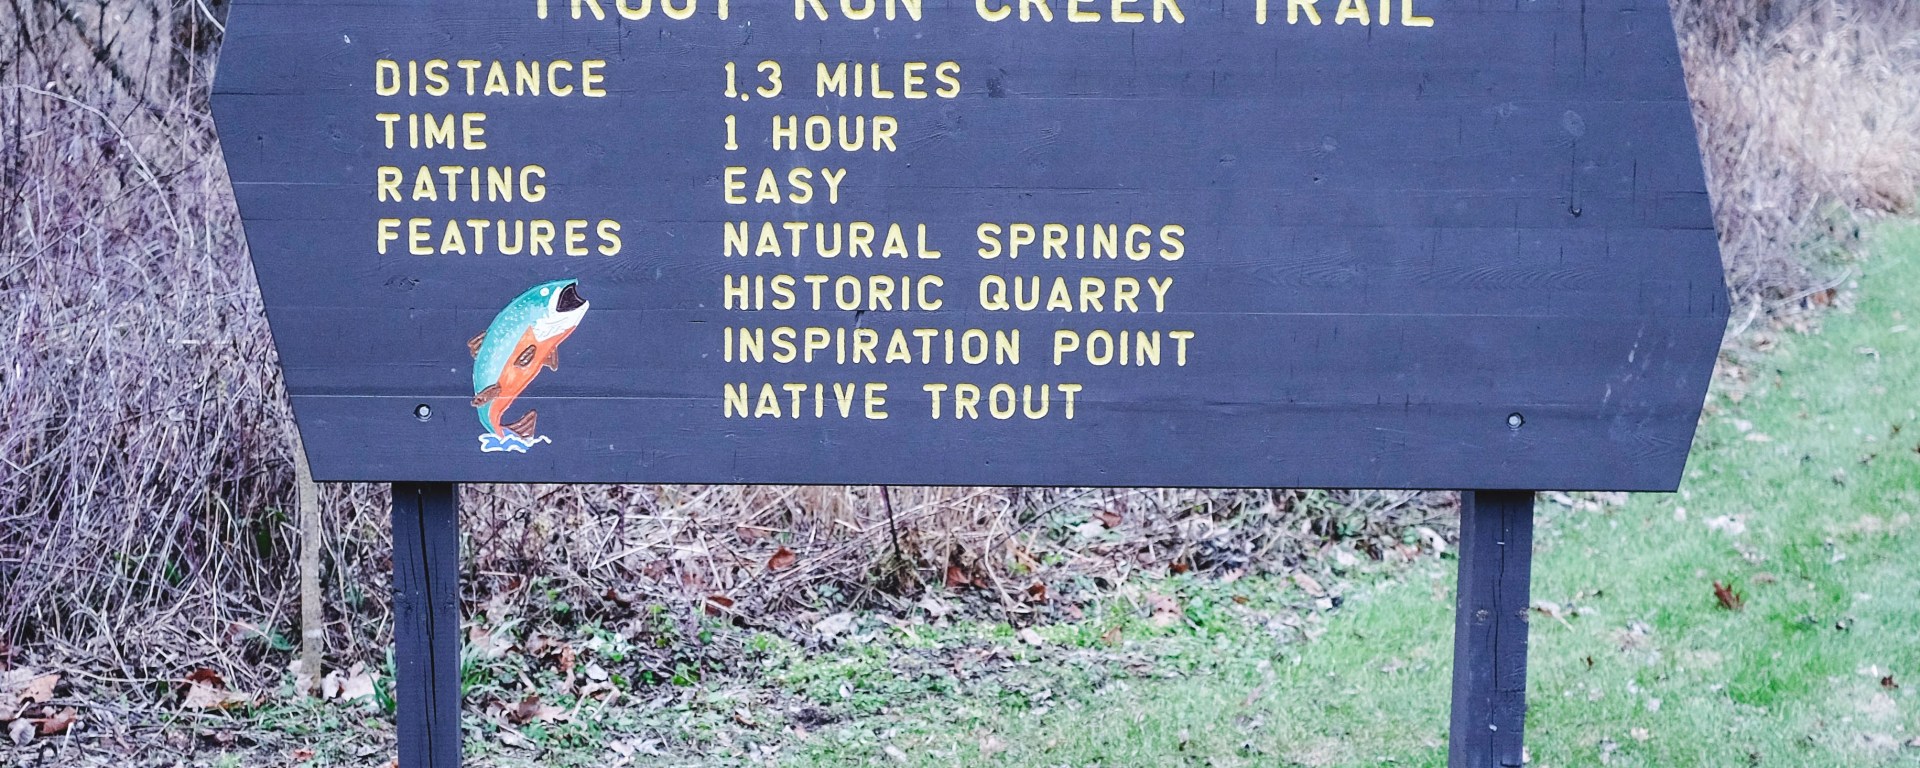 TROUT RUN CREEK TRAIL
DISTANCE 1.3 MILES
TIME 1 HOUR
RATING EASY
FEATURES NATURAL SPRINGS
HISTORIC QUARRY
INSPIRATION POINT
NATIVE TROUT